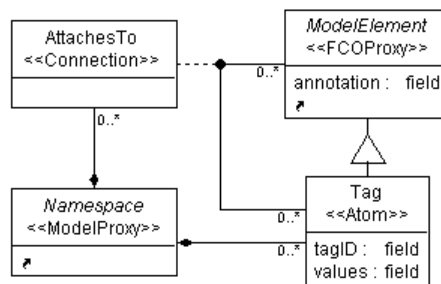 AttachesTo
<<Connection>>
0..*
ModelElement
<<FCOProxy>>
0..*
annotation : field
Namespace
<<ModelProxy>>
Tag
<<Atom>>
0..*
0..*
tagID : field
values : field